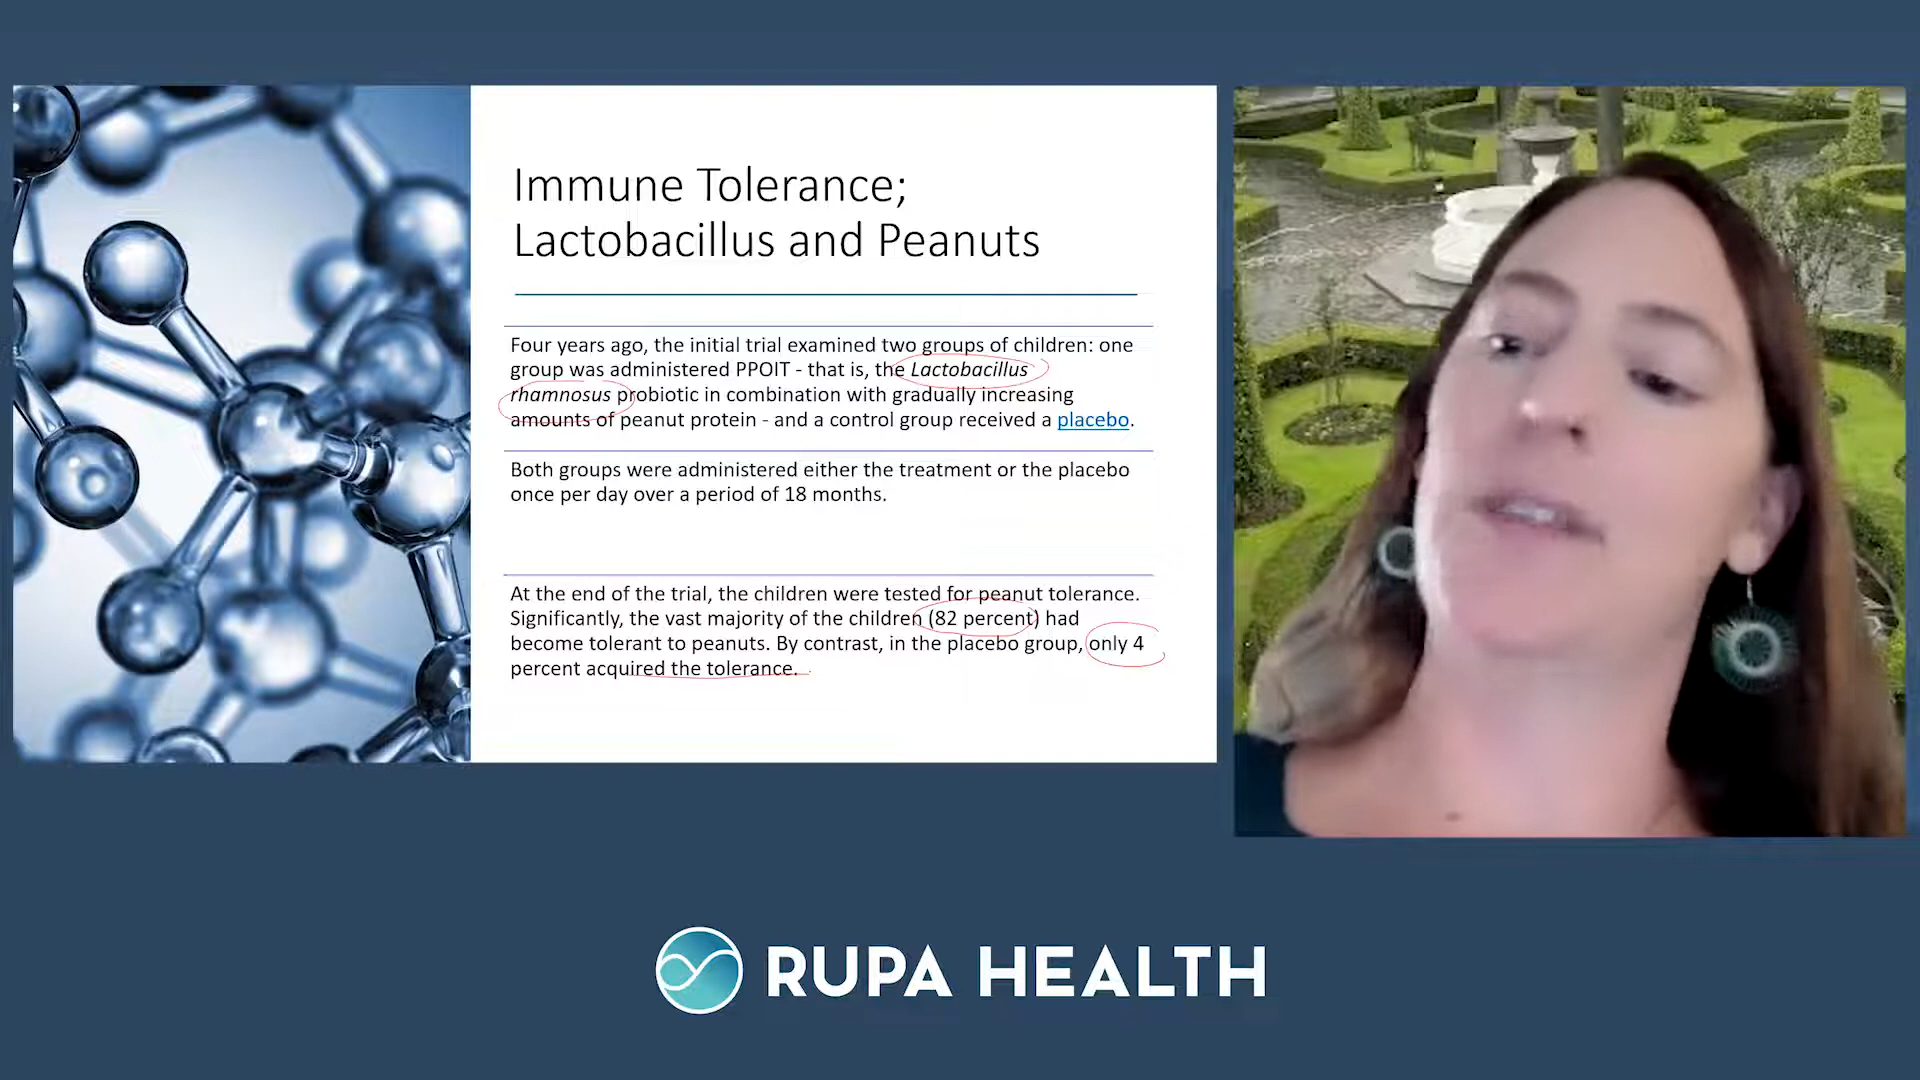 Immune Tolerance;
Lactobacillus and Peanuts
Four years ago, the initial trial examined two groups of children: one
group was administered PPOIT - that is, the Lactobacillus
rhamnosus probiotic in combination with gradually increasing
amounts of peanut protein - and a control group received a placebo.
Both groups were administered either the treatment or the placebo
once per day over a period of 18 months.
At the end of the trial, the children were tested for peanut tolerance.
Significantly, the vast majority of the children (82 percent) had
become tolerant to peanuts. By contrast, in the placebo group, only 4
percent acquired the tolerance.
RUPA HEALTH